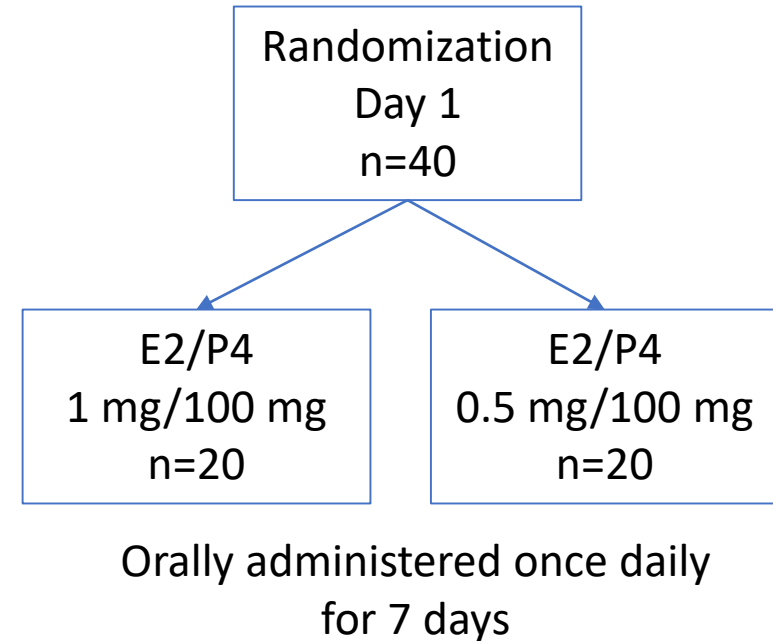 Randomization
Day 1
n=40
E2/P4
1 mg/100 mg
n=20
E2/P4
0.5 mg/100 mg
n=20
Orally administered once daily
for 7 days